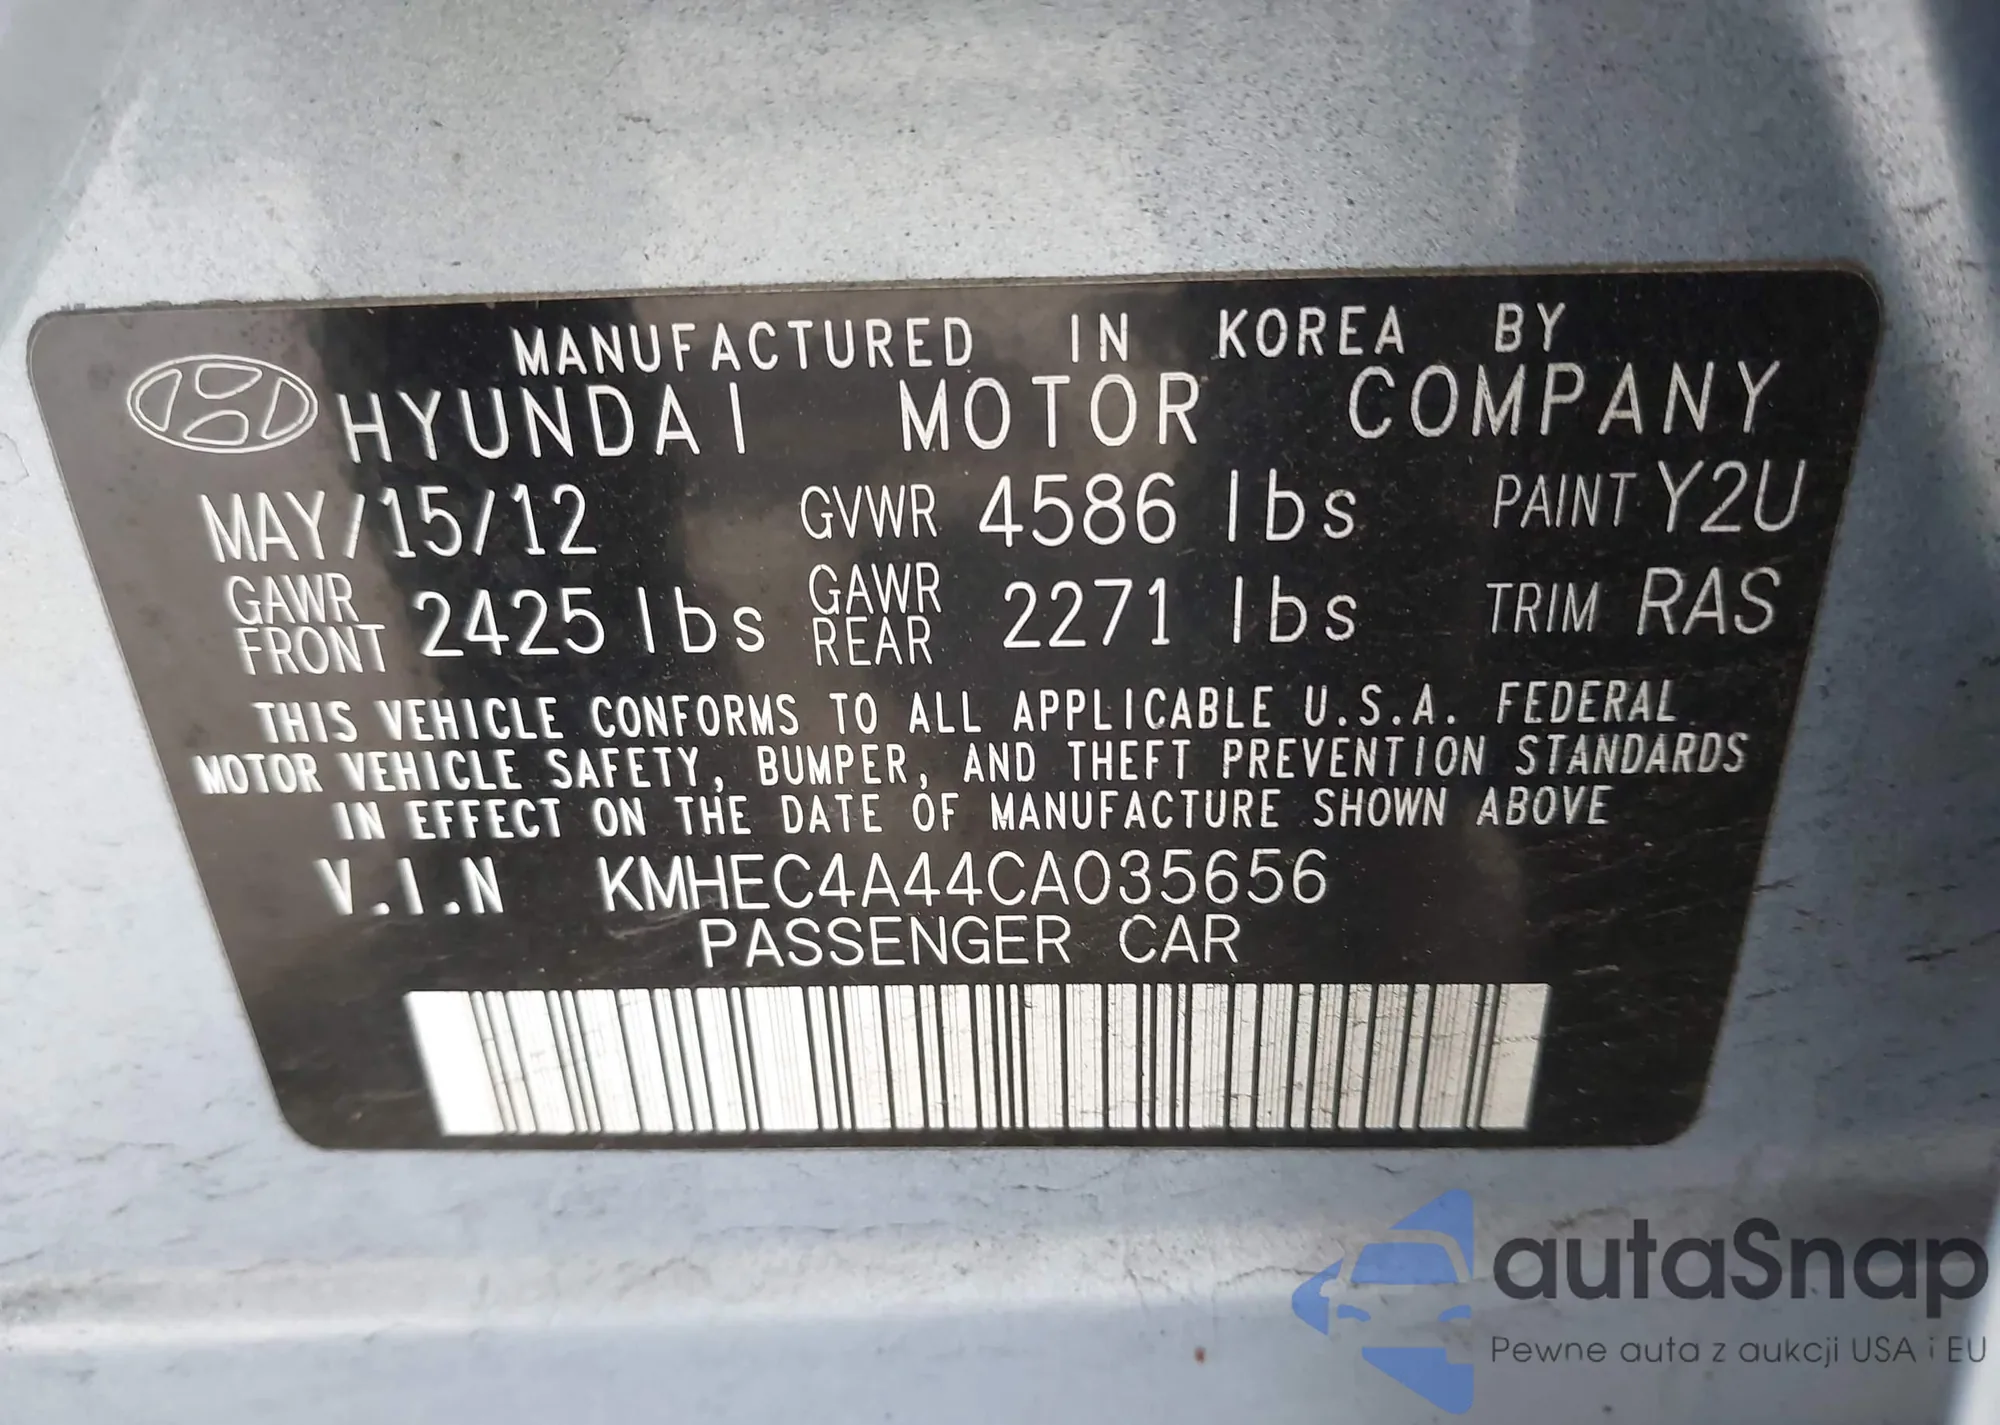 MANUFACTURED IN KOREA BY
HYUNDAI MOTOR COMPANY
MAY/15/12 GVWR 4586 lbs PAINT Y2U
GAWR FRONT 2425 lbs GAWR REAR 2271 lbs TRIM RAS
THIS VEHICLE CONFORMS TO ALL APPLICABLE U.S.A. FEDERAL
MOTOR VEHICLE SAFETY, BUMPER, AND THEFT PREVENTION STANDARDS
IN EFFECT ON THE DATE OF MANUFACTURE SHOWN ABOVE
V.I.N KMHEC4A44CA035656
PASSENGER CAR
autaSnap
Pewne auta z aukcji USA i EU